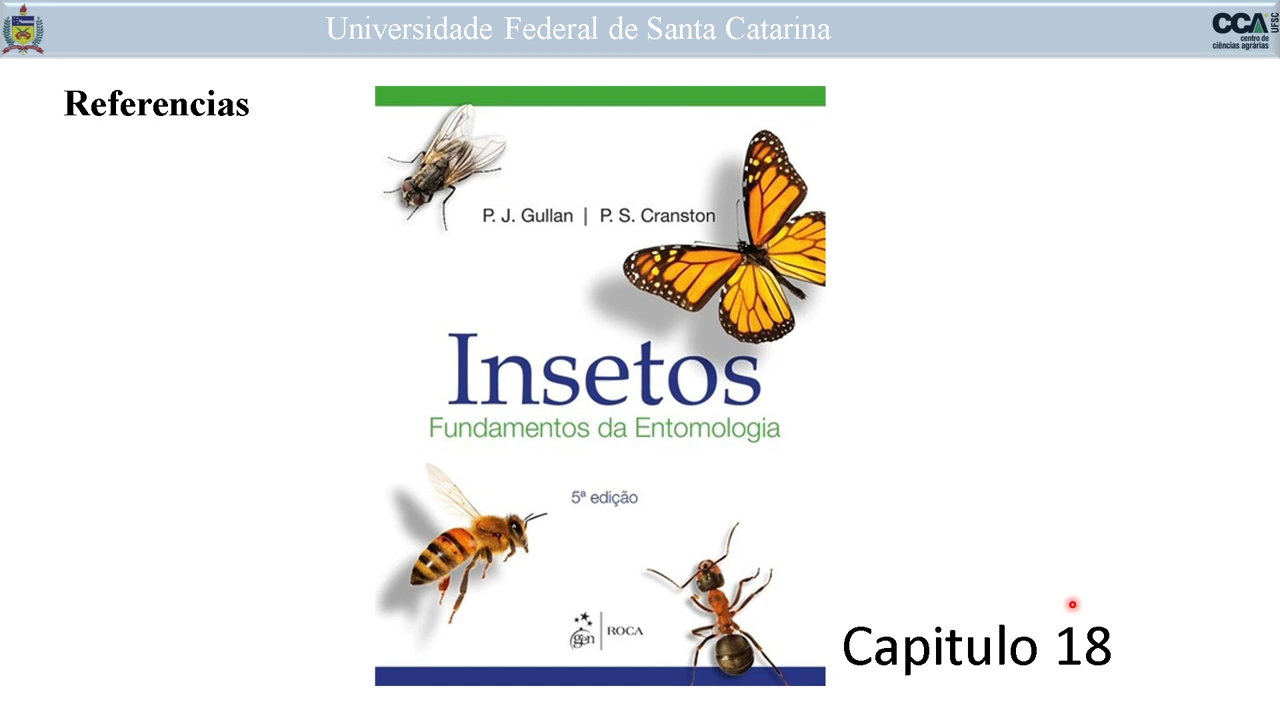 Universidade Federal de Santa Catarina
CCA
UFSC
centro de
ciências agrárias
Referencias
P. J. Gullan | P. S. Cranston
Insetos
Fundamentos da Entomologia
5ª edição
gen | ROCA
Capitulo 18